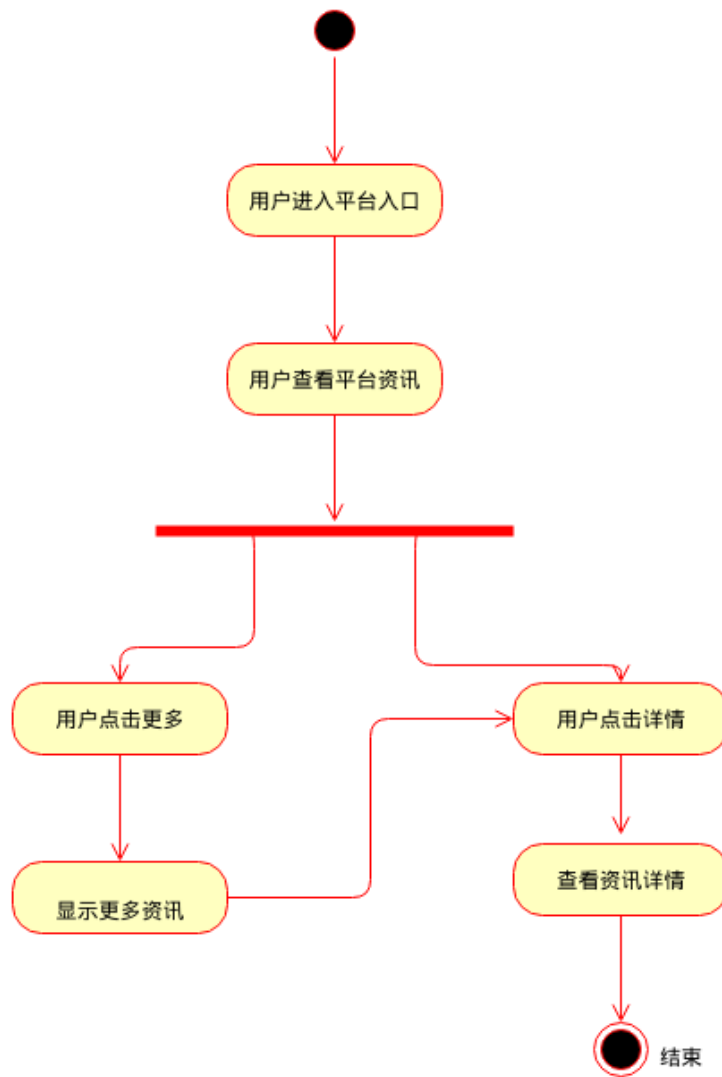 用户进入平台入口
用户查看平台资讯
用户点击更多
用户点击详情
显示更多资讯
查看资讯详情
结束